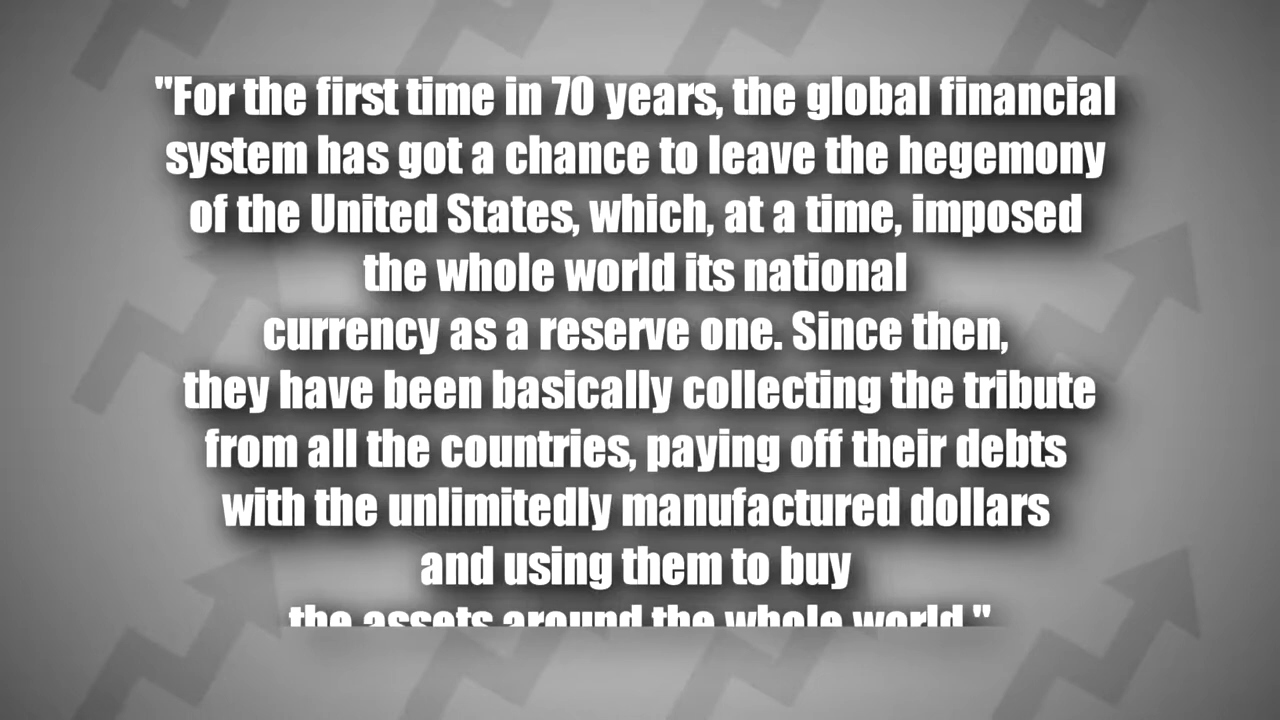 "For the first time in 70 years, the global financial
system has got a chance to leave the hegemony
of the United States, which, at a time, imposed
the whole world its national
currency as a reserve one. Since then,
they have been basically collecting the tribute
from all the countries, paying off their debts
with the unlimitedly manufactured dollars
and using them to buy
the assets around the whole world."